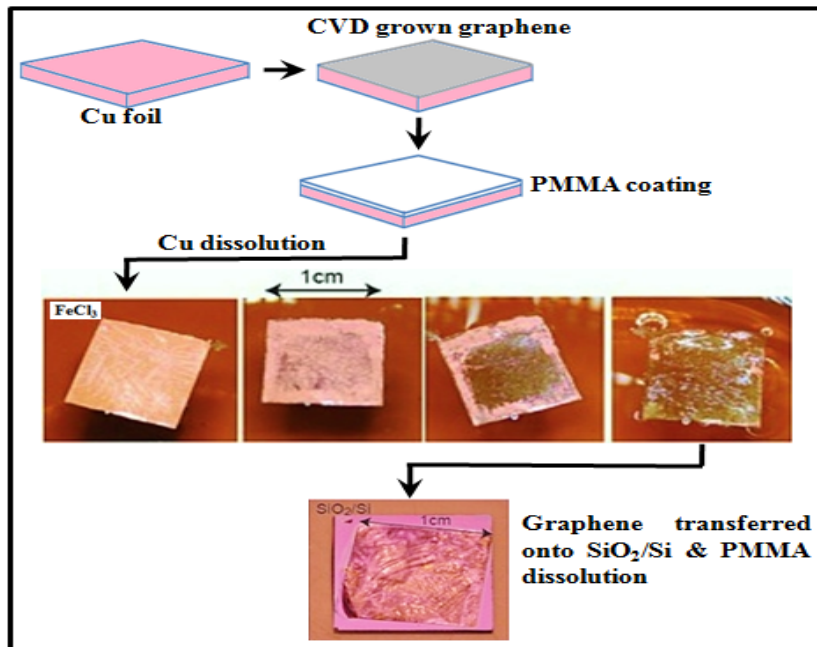 CVD grown graphene
Cu foil
PMMA coating
Cu dissolution
1cm
FeCl₃
SiO₂/Si
1cm
Graphene transferred
onto SiO₂/Si & PMMA
dissolution